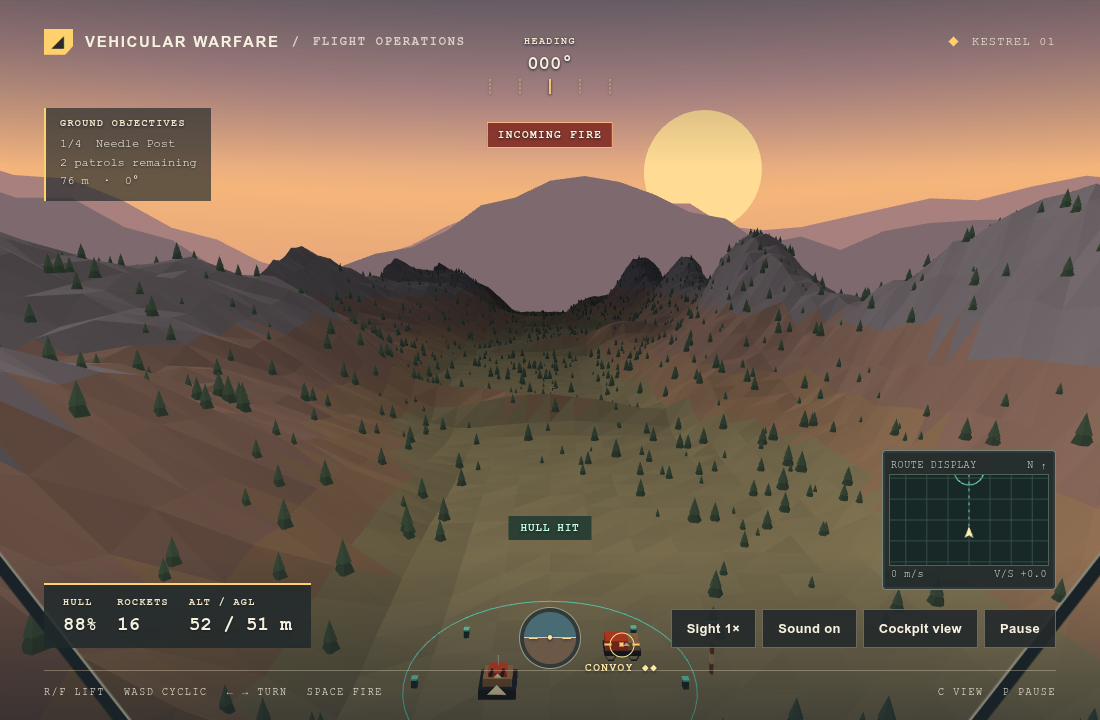 VEHICULAR WARFARE / FLIGHT OPERATIONS
HEADING
000°
KESTREL 01
INCOMING FIRE
GROUND OBJECTIVES
1/4 Needle Post
2 patrols remaining
76 m · 0°
ROUTE DISPLAY N ↑
0 m/s V/S +0.0
HULL HIT
HULL ROCKETS ALT / AGL
88% 16 52 / 51 m
Sight 1× Sound on Cockpit view Pause
CONVOY ◆◆
R/F LIFT WASD CYCLIC ← → TURN SPACE FIRE
C VIEW P PAUSE